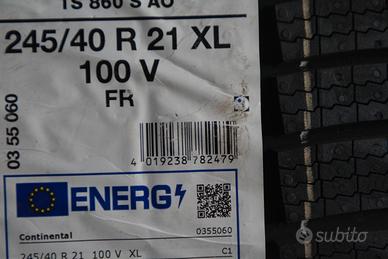 TS 860 S AO
245/40 R 21 XL
100 V
FR
03 55 060
4 019238 782479
ENERG
Continental 0355060
245/40 R 21 100 V XL C1
subito